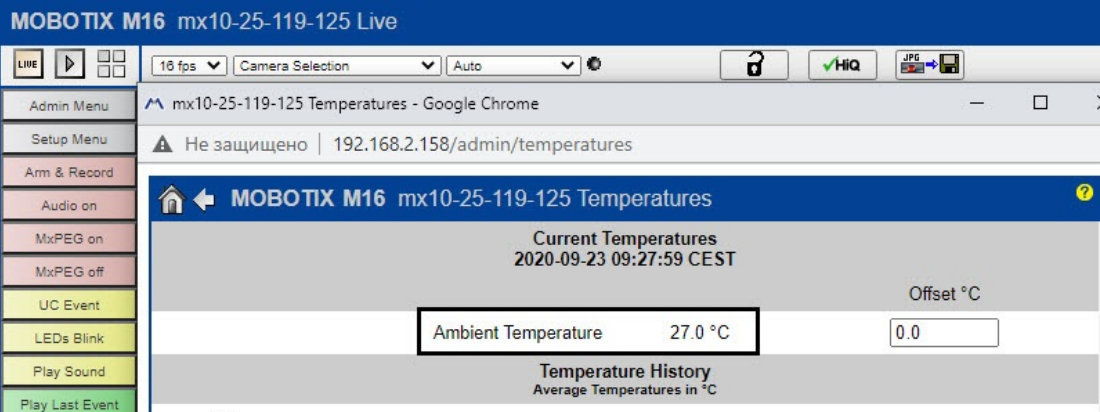 MOBOTIX M16 mx10-25-119-125 Live
LIVE
16 fps Camera Selection Auto HiQ JPG
Admin Menu
Setup Menu
Arm & Record
Audio on
MxPEG on
MxPEG off
UC Event
LEDs Blink
Play Sound
Play Last Event
mx10-25-119-125 Temperatures - Google Chrome
Не защищено | 192.168.2.158/admin/temperatures
MOBOTIX M16 mx10-25-119-125 Temperatures ?
Current Temperatures
2020-09-23 09:27:59 CEST
Offset °C
Ambient Temperature 27.0 °C 0.0
Temperature History
Average Temperatures in °C